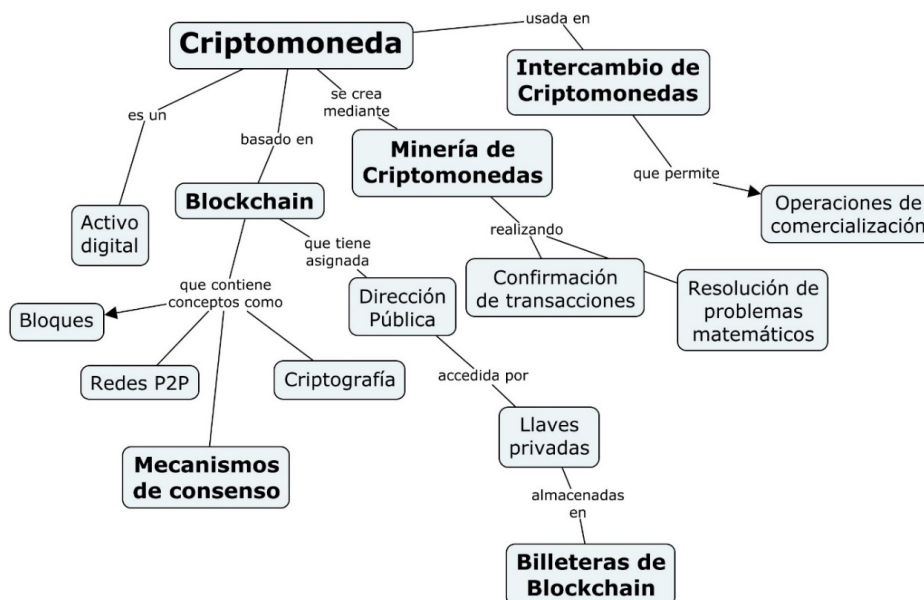 Criptomoneda
usada en
Intercambio de
Criptomonedas
es un
basado en
se crea
mediante
Minería de
Criptomonedas
que permite
Operaciones de
comercialización
Activo
digital
Blockchain
que tiene
asignada
realizando
Confirmación
de transacciones
Resolución de
problemas
matemáticos
que contiene
conceptos como
Dirección
Pública
Bloques
Redes P2P
Criptografía
accedida por
Mecanismos
de consenso
Llaves
privadas
almacenadas
en
Billeteras de
Blockchain